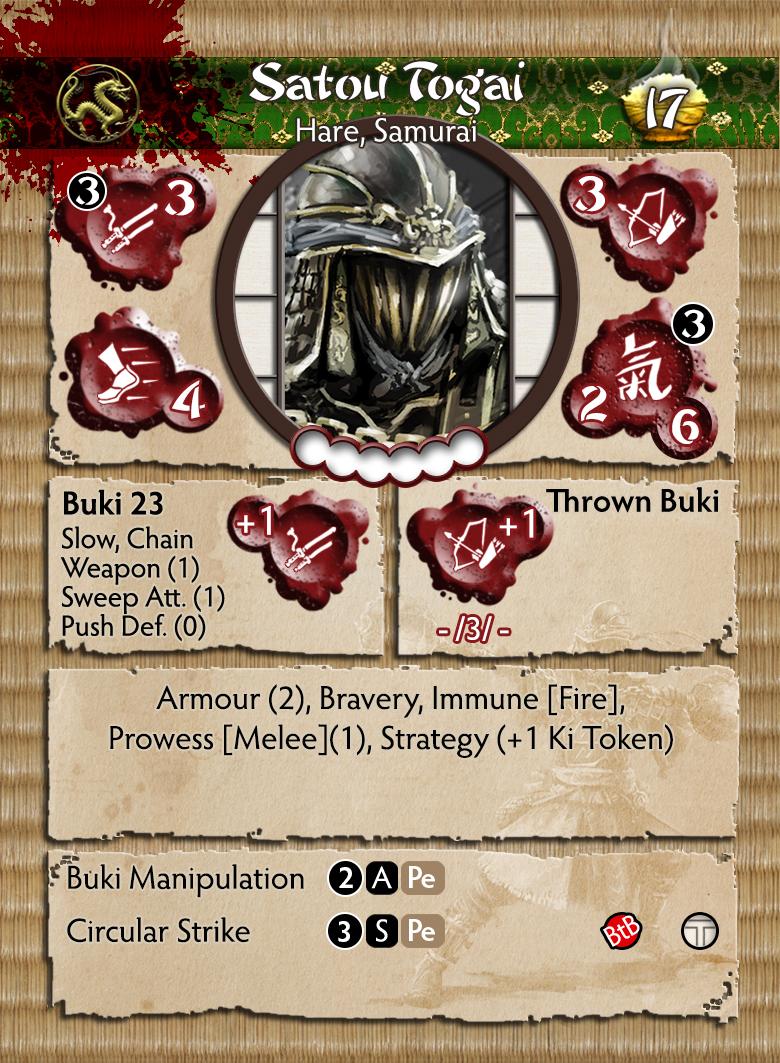 Satou Togai
17
Hare, Samurai
3 3
3
4
3
氣
2
6
Buki 23
Slow, Chain
Weapon (1)
Sweep Att. (1)
Push Def. (0)
+1
+1
Thrown Buki
- /3/ -
Armour (2), Bravery, Immune [Fire],
Prowess [Melee](1), Strategy (+1 Ki Token)
Buki Manipulation 2 A Pe
Circular Strike 3 S Pe BtB T